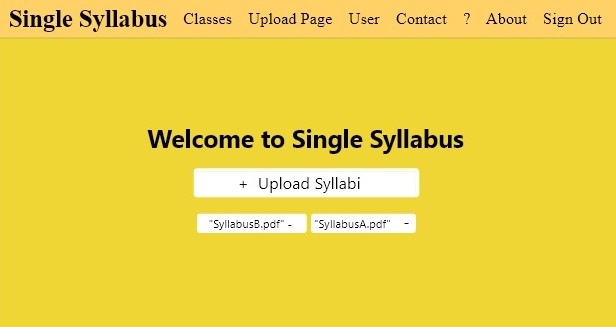 Single Syllabus Classes Upload Page User Contact ? About Sign Out
Welcome to Single Syllabus
+ Upload Syllabi
"SyllabusB.pdf" - "SyllabusA.pdf" -